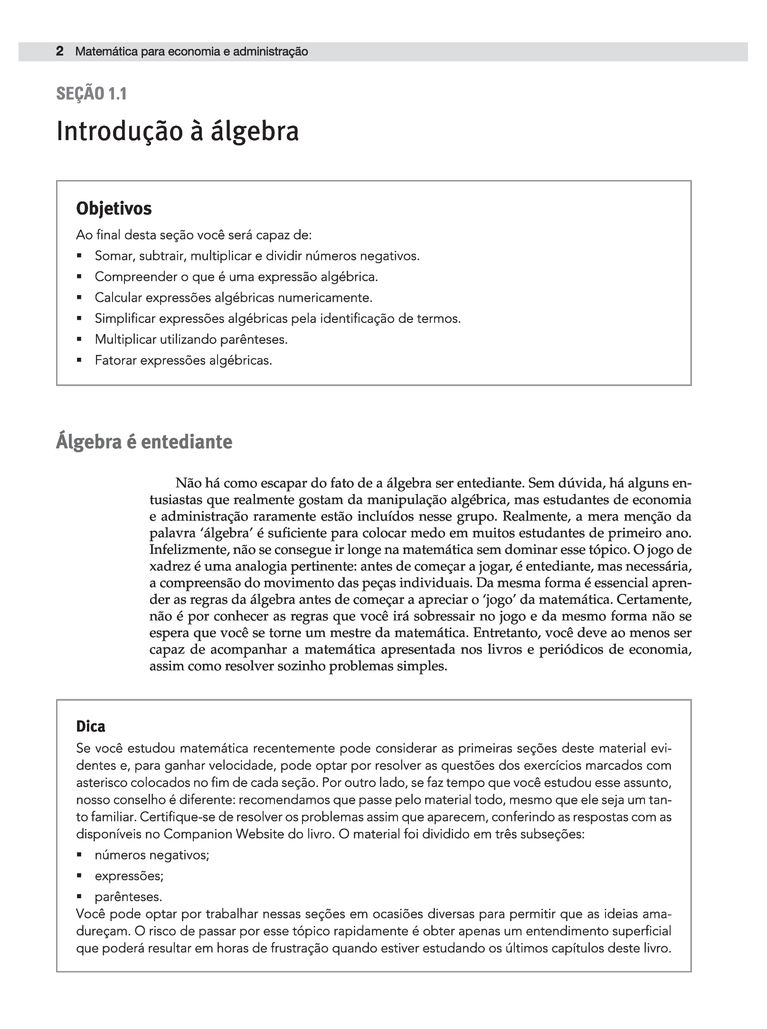 2 Matemática para economia e administração
SEÇÃO 1.1
Introdução à álgebra
Objetivos
Ao final desta seção você será capaz de:
▪ Somar, subtrair, multiplicar e dividir números negativos.
▪ Compreender o que é uma expressão algébrica.
▪ Calcular expressões algébricas numericamente.
▪ Simplificar expressões algébricas pela identificação de termos.
▪ Multiplicar utilizando parênteses.
▪ Fatorar expressões algébricas.
Álgebra é entediante
Não há como escapar do fato de a álgebra ser entediante. Sem dúvida, há alguns en-
tusiastas que realmente gostam da manipulação algébrica, mas estudantes de economia
e administração raramente estão incluídos nesse grupo. Realmente, a mera menção da
palavra ‘álgebra’ é suficiente para colocar medo em muitos estudantes de primeiro ano.
Infelizmente, não se consegue ir longe na matemática sem dominar esse tópico. O jogo de
xadrez é uma analogia pertinente: antes de começar a jogar, é entediante, mas necessária,
a compreensão do movimento das peças individuais. Da mesma forma é essencial apren-
der as regras da álgebra antes de começar a apreciar o ‘jogo’ da matemática. Certamente,
não é por conhecer as regras que você irá sobressair no jogo e da mesmo forma não se
espera que você se torne um mestre da matemática. Entretanto, você deve ao menos ser
capaz de acompanhar a matemática apresentada nos livros e periódicos de economia,
assim como resolver sozinho problemas simples.
Dica
Se você estudou matemática recentemente pode considerar as primeiras seções deste material evi-
dentes e, para ganhar velocidade, pode optar por resolver as questões dos exercícios marcados com
asterisco colocados no fim de cada seção. Por outro lado, se faz tempo que você estudou esse assunto,
nosso conselho é diferente: recomendamos que passe pelo material todo, mesmo que ele seja um tan-
to familiar. Certifique-se de resolver os problemas assim que aparecem, conferindo as respostas com as
disponíveis no Companion Website do livro. O material foi dividido em três subseções:
▪ números negativos;
▪ expressões;
▪ parênteses.
Você pode optar por trabalhar nessas seções em ocasiões diversas para permitir que as ideias ama-
dureçam. O risco de passar por esse tópico rapidamente é obter apenas um entendimento superficial
que poderá resultar em horas de frustração quando estiver estudando os últimos capítulos deste livro.